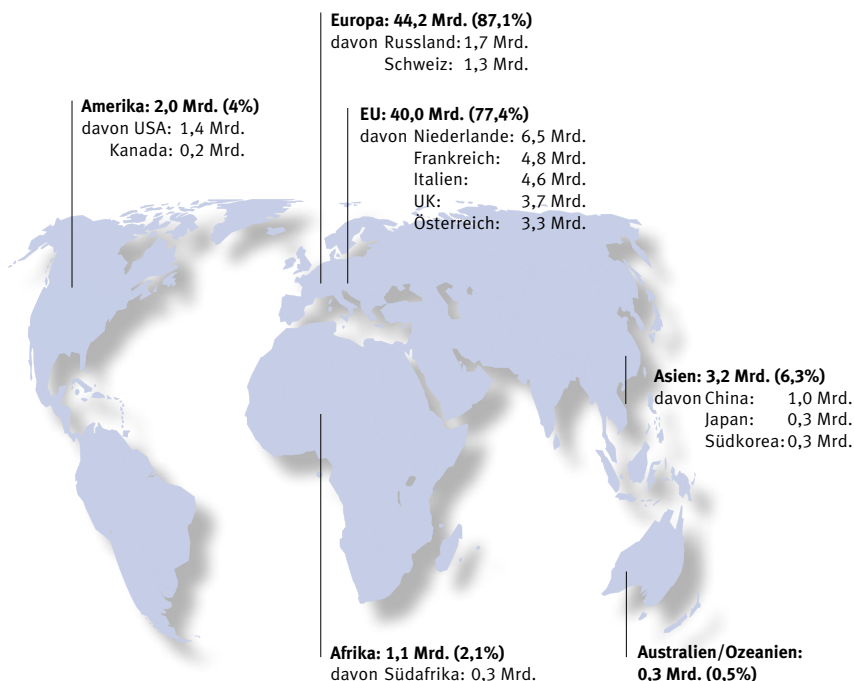 Europa: 44,2 Mrd. (87,1%)
davon Russland: 1,7 Mrd.
Schweiz: 1,3 Mrd.
Amerika: 2,0 Mrd. (4%)
davon USA: 1,4 Mrd.
Kanada: 0,2 Mrd.
EU: 40,0 Mrd. (77,4%)
davon Niederlande: 6,5 Mrd.
Frankreich: 4,8 Mrd.
Italien: 4,6 Mrd.
UK: 3,7 Mrd.
Österreich: 3,3 Mrd.
Asien: 3,2 Mrd. (6,3%)
davon China: 1,0 Mrd.
Japan: 0,3 Mrd.
Südkorea: 0,3 Mrd.
Afrika: 1,1 Mrd. (2,1%)
davon Südafrika: 0,3 Mrd.
Australien/Ozeanien:
0,3 Mrd. (0,5%)